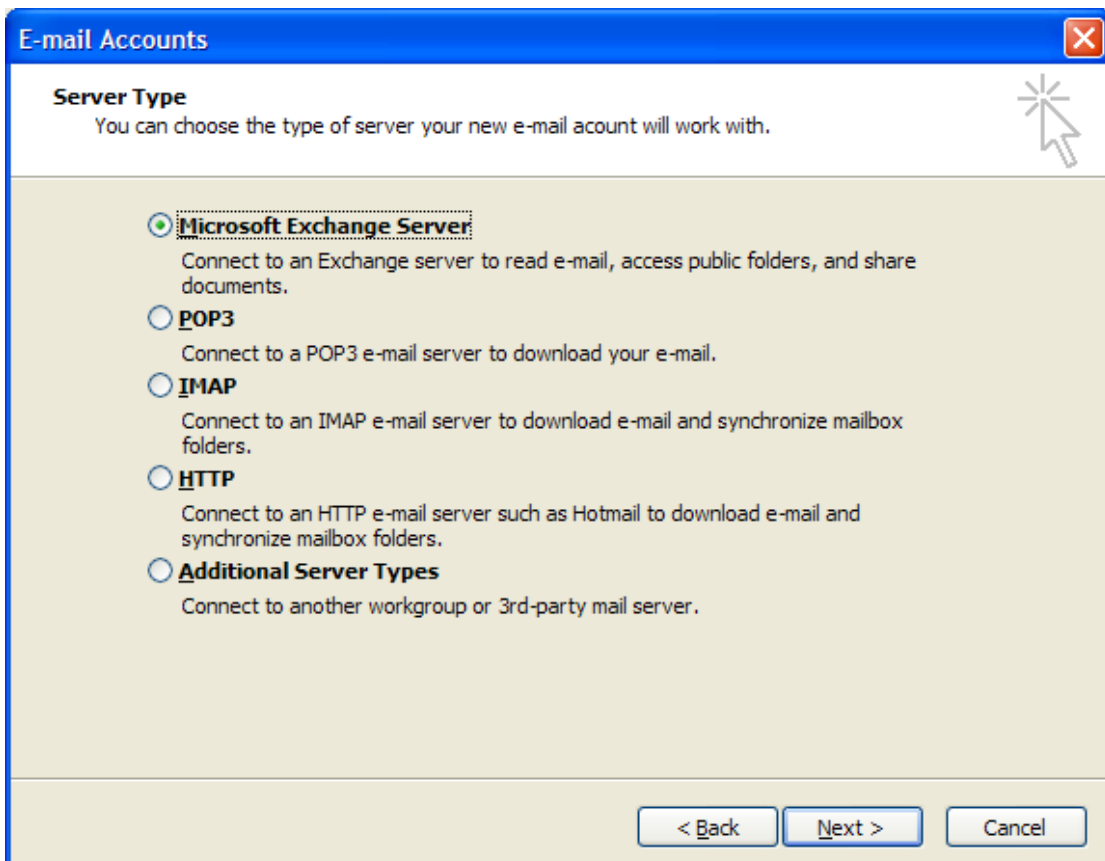 E-mail Accounts
Server Type
You can choose the type of server your new e-mail acount will work with.
Microsoft Exchange Server
Connect to an Exchange server to read e-mail, access public folders, and share
documents.
POP3
Connect to a POP3 e-mail server to download your e-mail.
IMAP
Connect to an IMAP e-mail server to download e-mail and synchronize mailbox
folders.
HTTP
Connect to an HTTP e-mail server such as Hotmail to download e-mail and
synchronize mailbox folders.
Additional Server Types
Connect to another workgroup or 3rd-party mail server.
< Back Next > Cancel